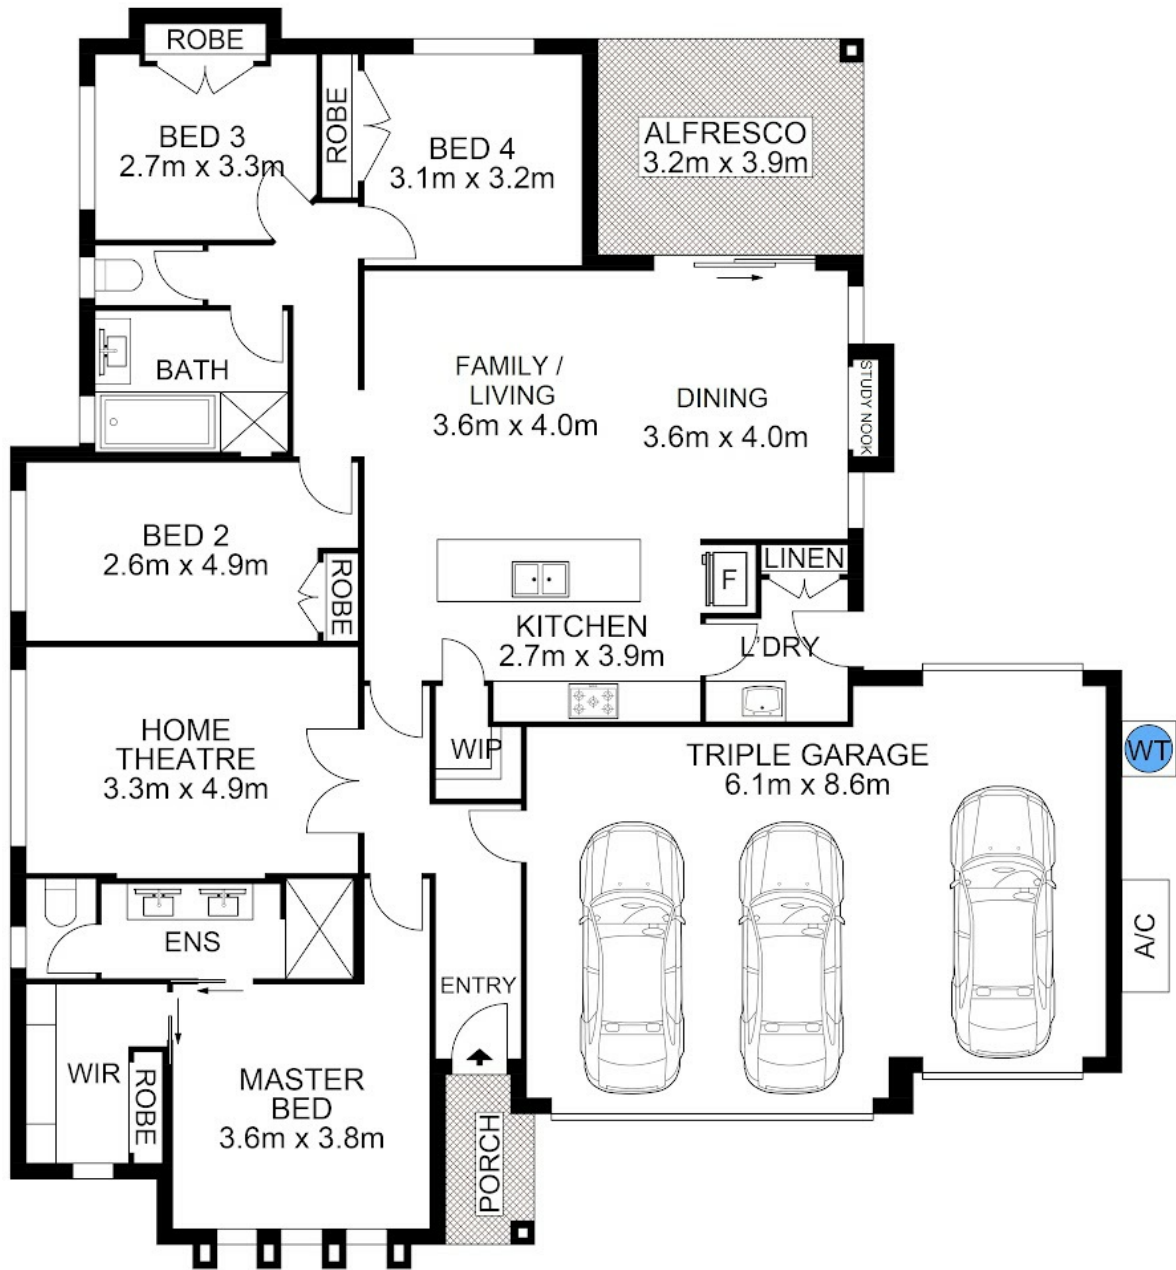 ROBE
BED 3
2.7m x 3.3m
ROBE
BED 4
3.1m x 3.2m
ALFRESCO
3.2m x 3.9m
BATH
FAMILY /
LIVING
3.6m x 4.0m
DINING
3.6m x 4.0m
STUDY NOOK
BED 2
2.6m x 4.9m
ROBE
F
LINEN
KITCHEN
2.7m x 3.9m
L'DRY
HOME
THEATRE
3.3m x 4.9m
WIP
TRIPLE GARAGE
6.1m x 8.6m
WT
A/C
ENS
ENTRY
WIR
ROBE
MASTER
BED
3.6m x 3.8m
PORCH